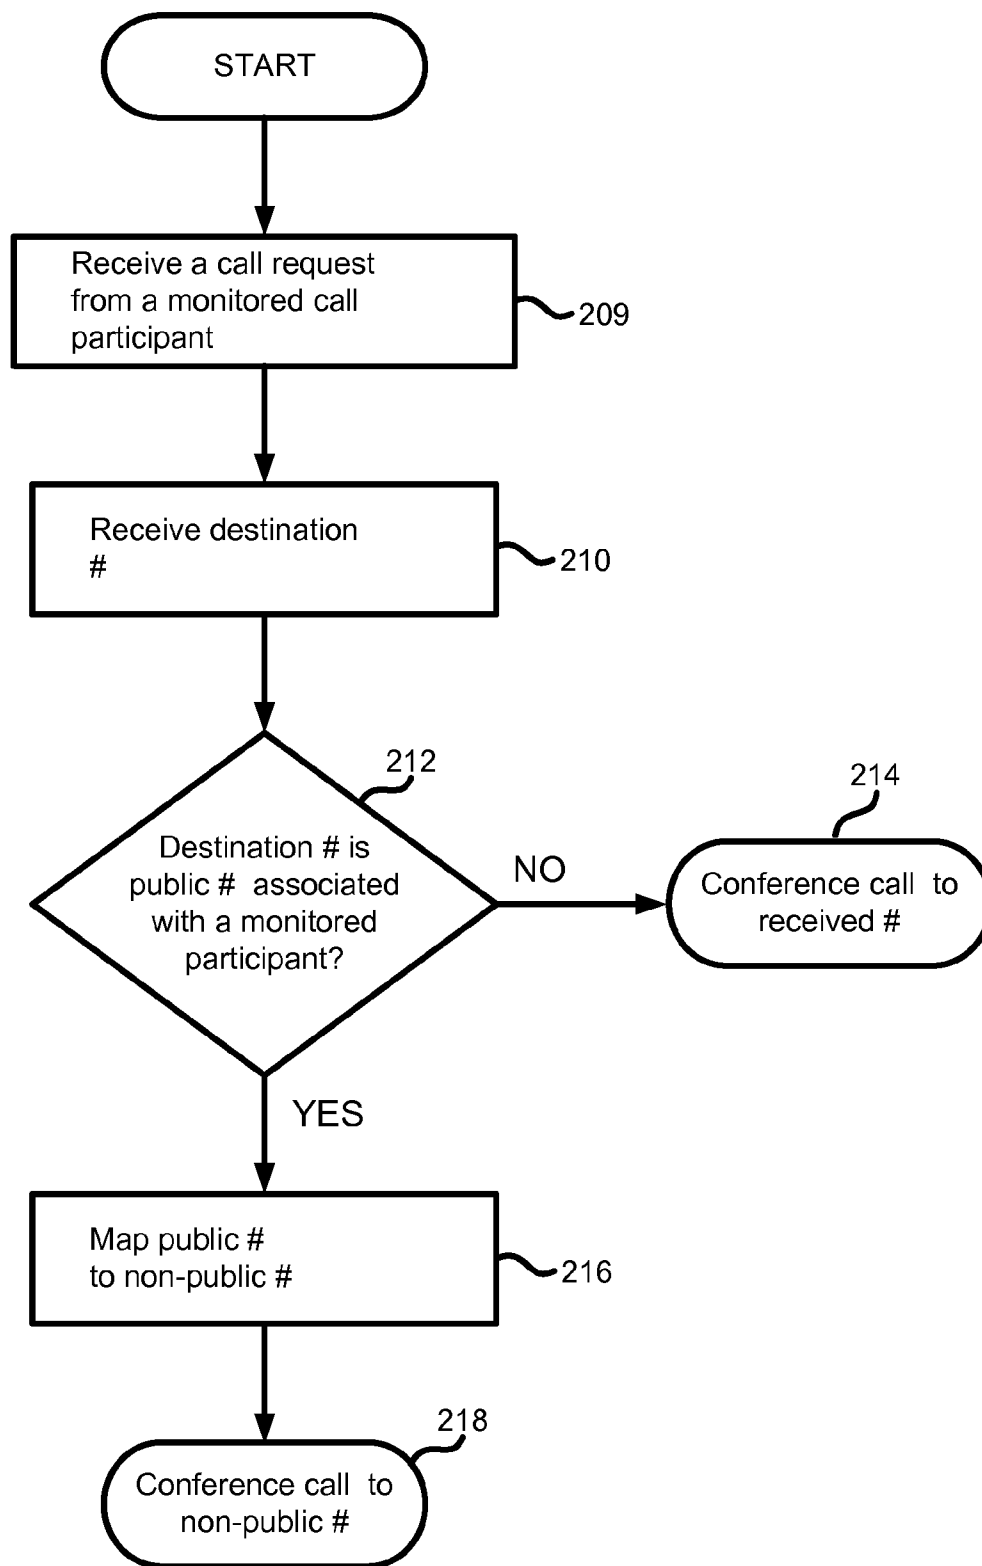 START
Receive a call request
from a monitored call
participant
209
Receive destination
#
210
212
Destination # is
public # associated
with a monitored
participant?
NO
214
Conference call to
received #
YES
Map public #
to non-public #
216
218
Conference call to
non-public #